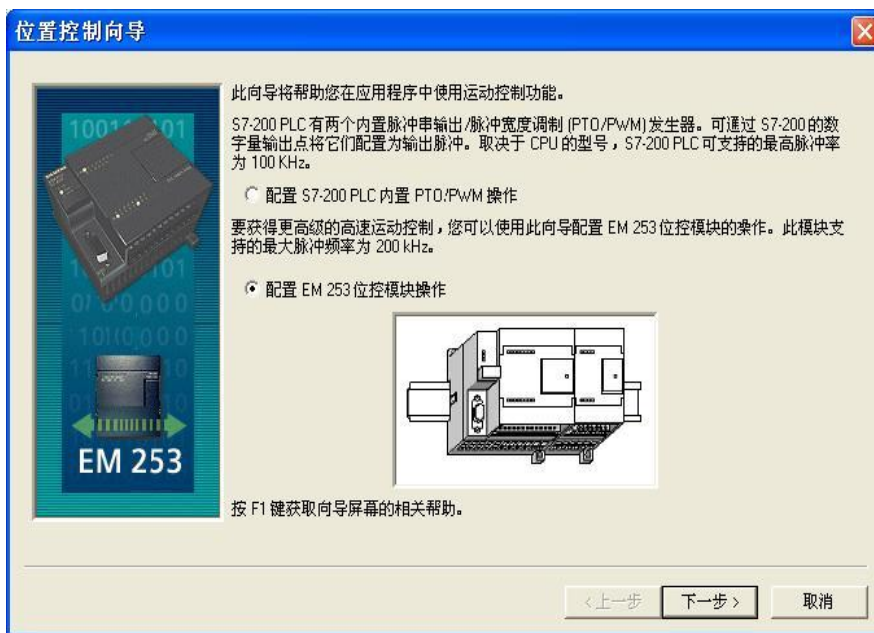 位置控制向导
此向导将帮助您在应用程序中使用运动控制功能。
S7-200 PLC 有两个内置脉冲串输出/脉冲宽度调制 (PTO/PWM) 发生器。可通过 S7-200 的数
字量输出点将它们配置为输出脉冲。取决于 CPU 的型号，S7-200 PLC 可支持的最高脉冲率
为 100 KHz。
配置 S7-200 PLC 内置 PTO/PWM 操作
要获得更高级的高速运动控制，您可以使用此向导配置 EM 253 位控模块的操作。此模块支
持的最大脉冲频率为 200 kHz。
配置 EM 253 位控模块操作
EM 253
按 F1 键获取向导屏幕的相关帮助。
<上一步
下一步>
取消